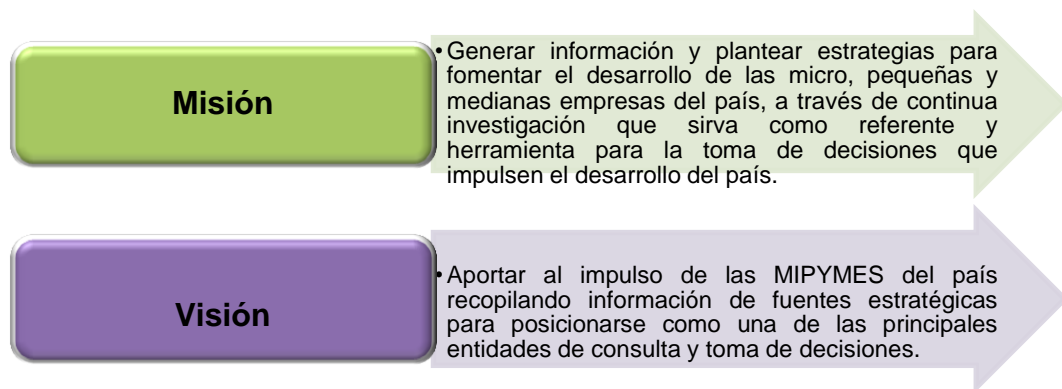 Misión
• Generar información y plantear estrategias para
fomentar el desarrollo de las micro, pequeñas y
medianas empresas del país, a través de continua
investigación que sirva como referente y
herramienta para la toma de decisiones que
impulsen el desarrollo del país.
Visión
• Aportar al impulso de las MIPYMES del país
recopilando información de fuentes estratégicas
para posicionarse como una de las principales
entidades de consulta y toma de decisiones.